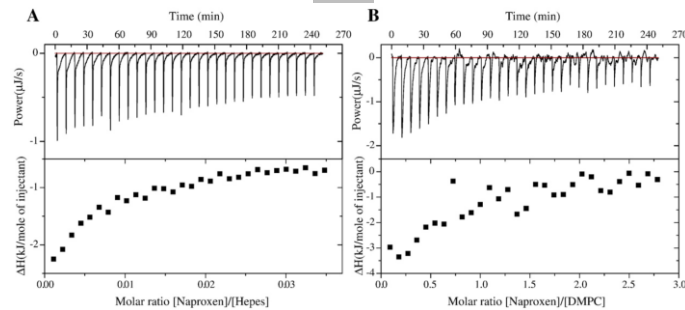 A
Time (min)
0 30 60 90 120 150 180 210 240 270
Power(μJ/s)
0
-1
ΔH(kJ/mole of injectant)
-1
-2
0.00 0.01 0.02 0.03
Molar ratio [Naproxen]/[Hepes]
B
Time (min)
0 30 60 90 120 150 180 210 240 270
Power(μJ/s)
0
-1
-2
ΔH(kJ/mole of injectant)
0
-1
-2
-3
-4
0.0 0.5 1.0 1.5 2.0 2.5 3.0
Molar ratio [Naproxen]/[DMPC]